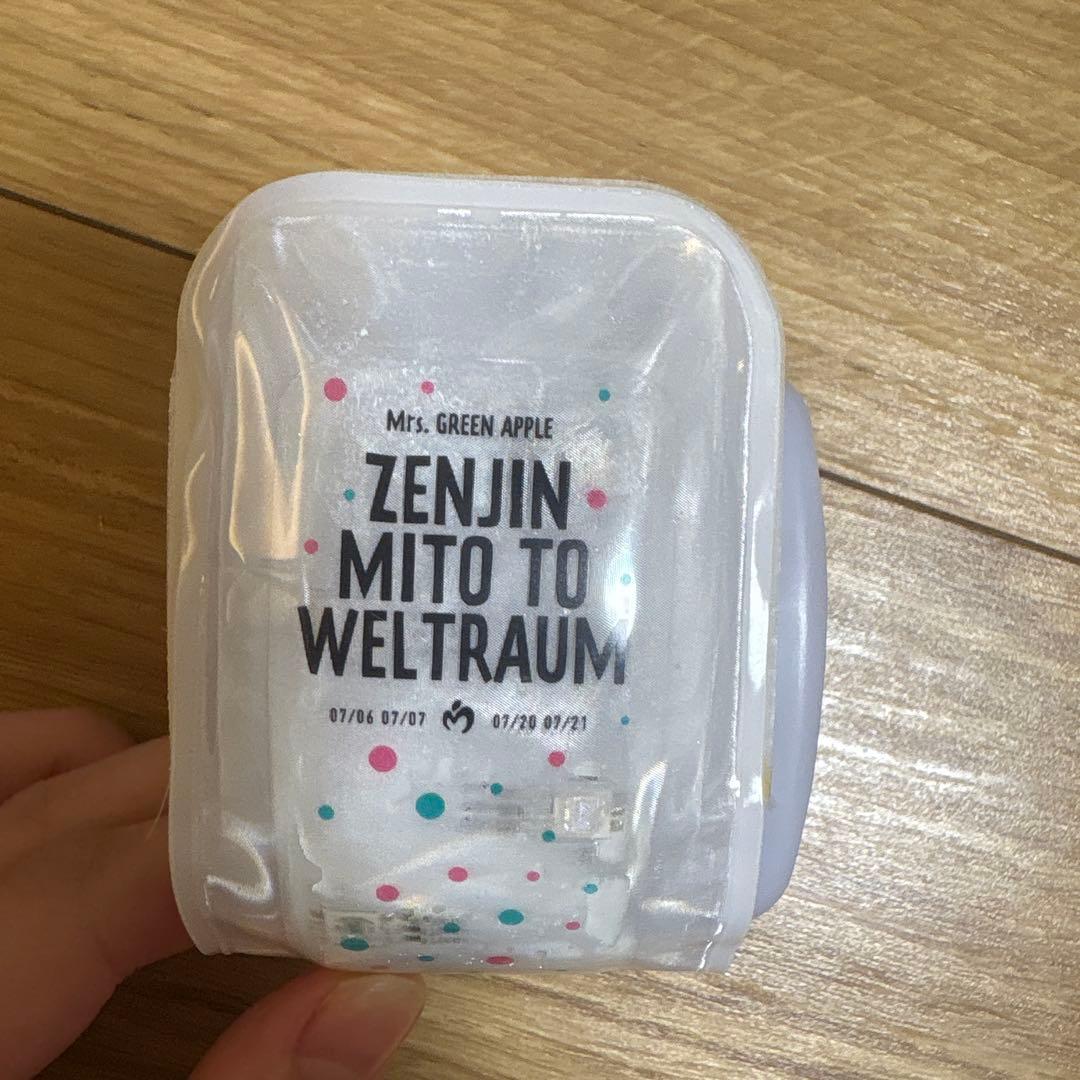 Mrs. GREEN APPLE
ZENJIN
MITO TO
WELTRAUM
07/06 07/07 07/20 07/21